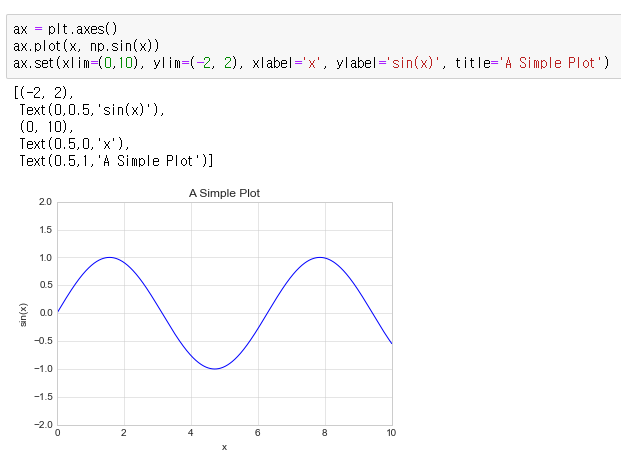 ax = plt.axes()
ax.plot(x, np.sin(x))
ax.set(xlim=(0,10), ylim=(-2, 2), xlabel='x', ylabel='sin(x)', title='A Simple Plot')
[(-2, 2),
Text(0,0.5,'sin(x)'),
(0, 10),
Text(0.5,0,'x'),
Text(0.5,1,'A Simple Plot')]
A Simple Plot
2.0
1.5
1.0
0.5
0.0
−0.5
−1.0
−1.5
−2.0
sin(x)
0 2 4 6 8 10
x